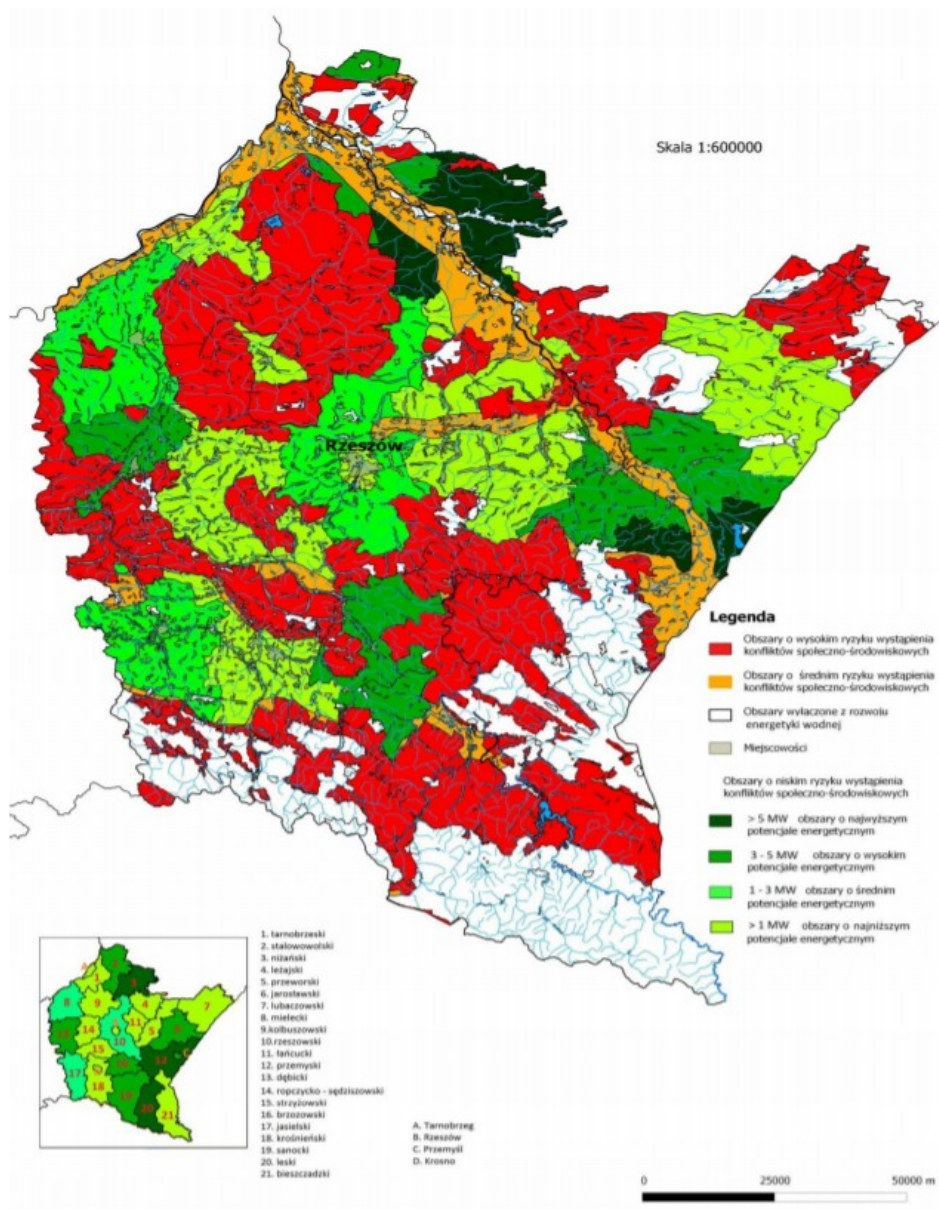 Skala 1:600000
Rzeszów
Legenda
Obszary o wysokim ryzyku wystąpienia
konfliktów społeczno-środowiskowych
Obszary o średnim ryzyku wystąpienia
konfliktów społeczno-środowiskowych
Obszary wyłączone z rozwoju
energetyki wodnej
Miejscowości
Obszary o niskim ryzyku wystąpienia
konfliktów społeczno-środowiskowych
> 5 MW obszary o najwyższym
potencjale energetycznym
3 - 5 MW obszary o wysokim
potencjale energetycznym
1 - 3 MW obszary o średnim
potencjale energetycznym
> 1 MW obszary o najniższym
potencjale energetycznym
1. tarnobrzeski
2. stalowowolski
3. niżański
4. leżajski
5. przeworski
6. jarosławski
7. lubaczowski
8. mielecki
9.kolbuszowski
10.rzeszowski
11. łańcucki
12. przemyski
13. dębicki
14. ropczycko - sędziszowski
15. strzyżowski
16. brzozowski
17. jasielski
18. krośnieński
19. sanocki
20. leski
21. bieszczadzki
A. Tarnobrzeg
B. Rzeszów
C. Przemyśl
D. Krosno
0 25000 50000 m